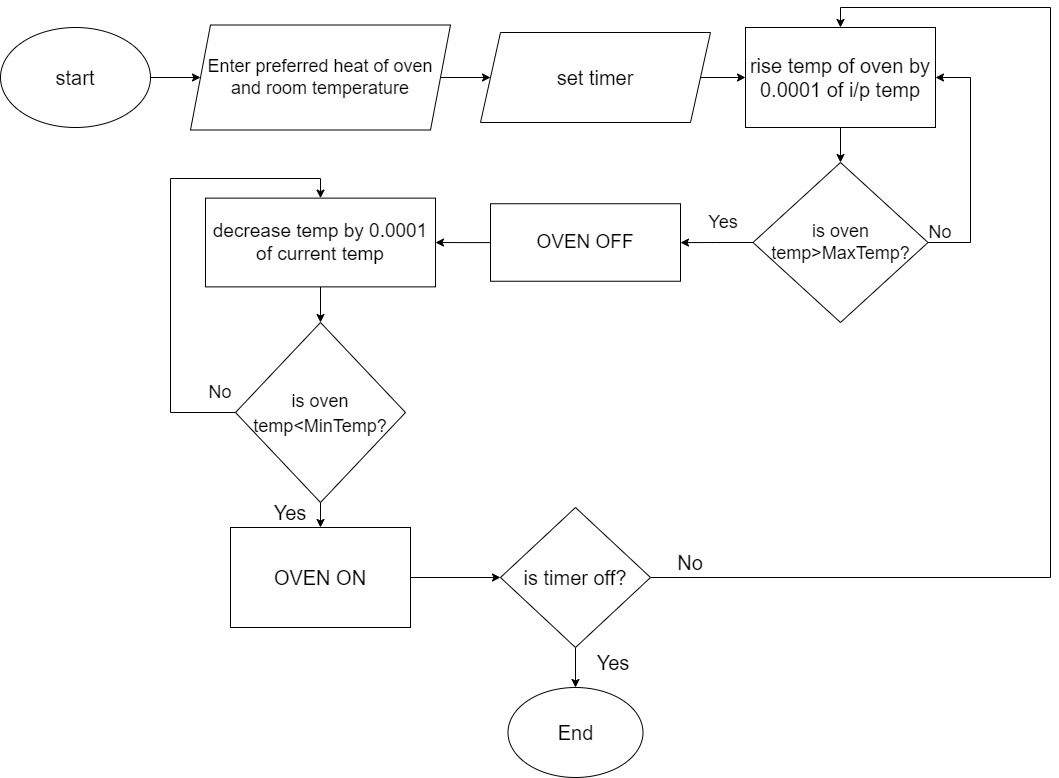 start
Enter preferred heat of oven
and room temperature
set timer
rise temp of oven by
0.0001 of i/p temp
is oven
temp>MaxTemp?
No
Yes
OVEN OFF
decrease temp by 0.0001
of current temp
is oven
temp<MinTemp?
No
Yes
OVEN ON
is timer off?
No
Yes
End